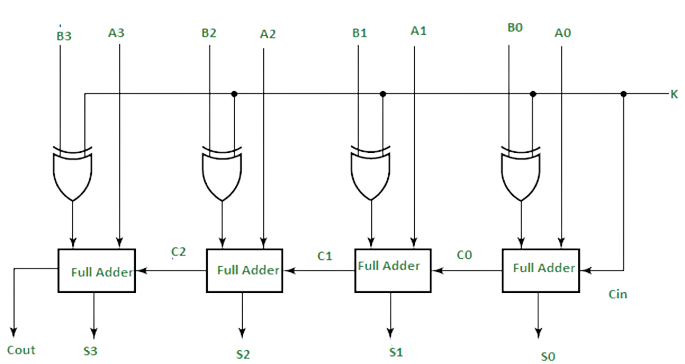 B3 A3 B2 A2 B1 A1 B0 A0
K
C2 C1 C0
Full Adder Full Adder Full Adder Full Adder
Cin
Cout S3 S2 S1 S0